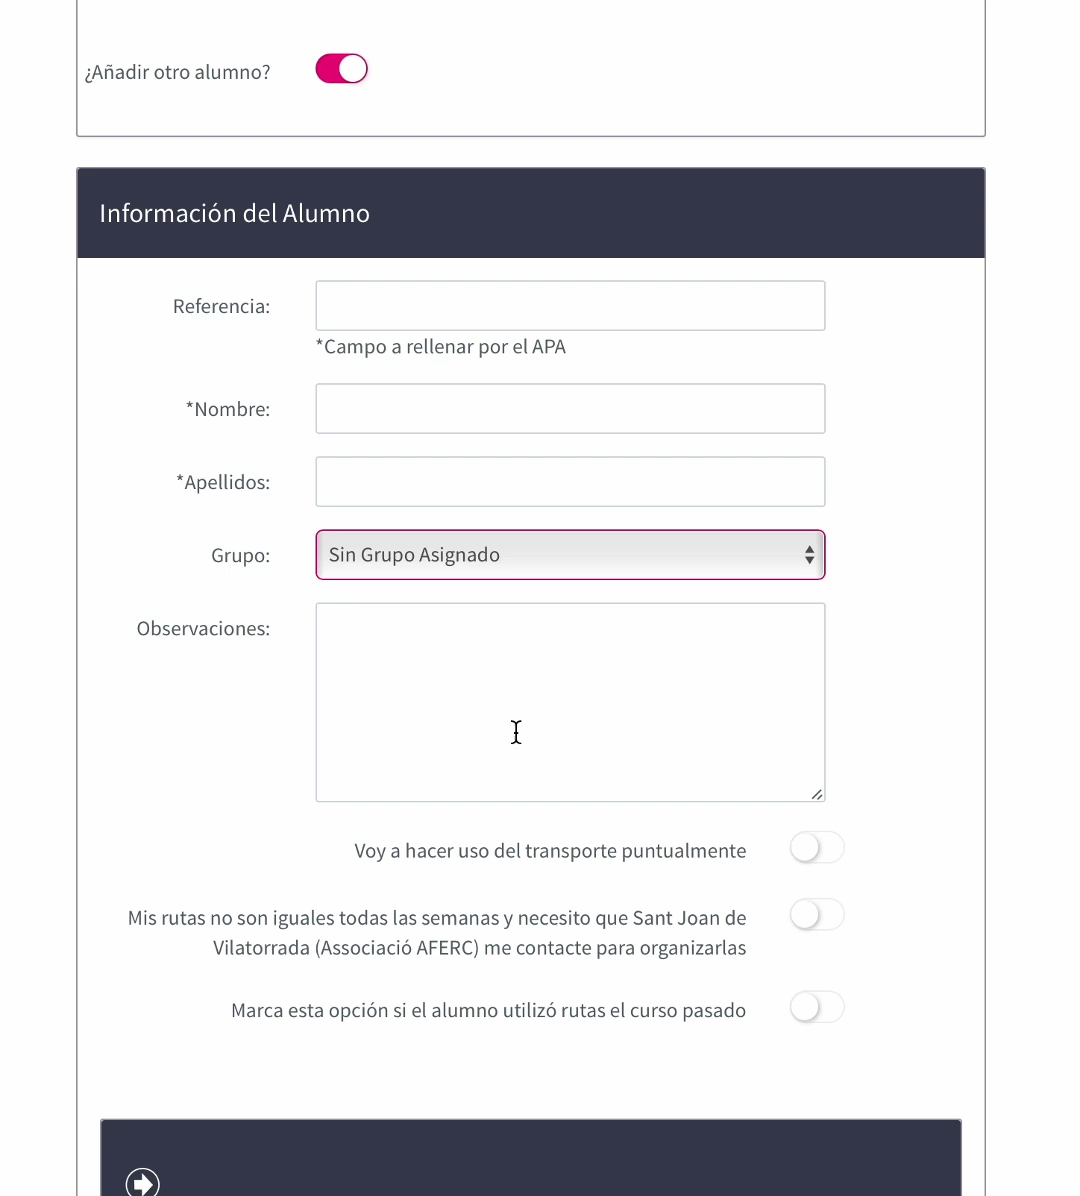 ¿Añadir otro alumno?
Información del Alumno
Referencia:
*Campo a rellenar por el APA
*Nombre:
*Apellidos:
Grupo:
Sin Grupo Asignado
Observaciones:
Voy a hacer uso del transporte puntualmente
Mis rutas no son iguales todas las semanas y necesito que Sant Joan de
Vilatorrada (Associació AFERC) me contacte para organizarlas
Marca esta opción si el alumno utilizó rutas el curso pasado